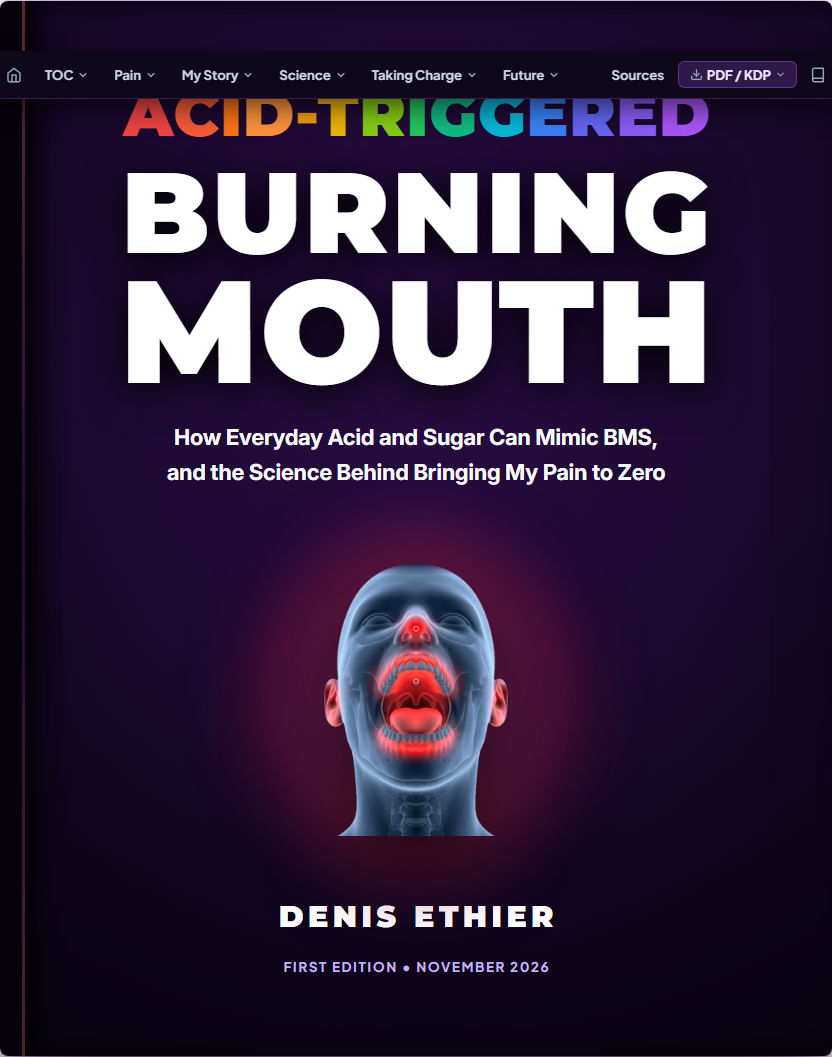 TOC Pain My Story Science Taking Charge Future Sources PDF / KDP
ACID-TRIGGERED
BURNING
MOUTH
How Everyday Acid and Sugar Can Mimic BMS,
and the Science Behind Bringing My Pain to Zero
DENIS ETHIER
FIRST EDITION • NOVEMBER 2026